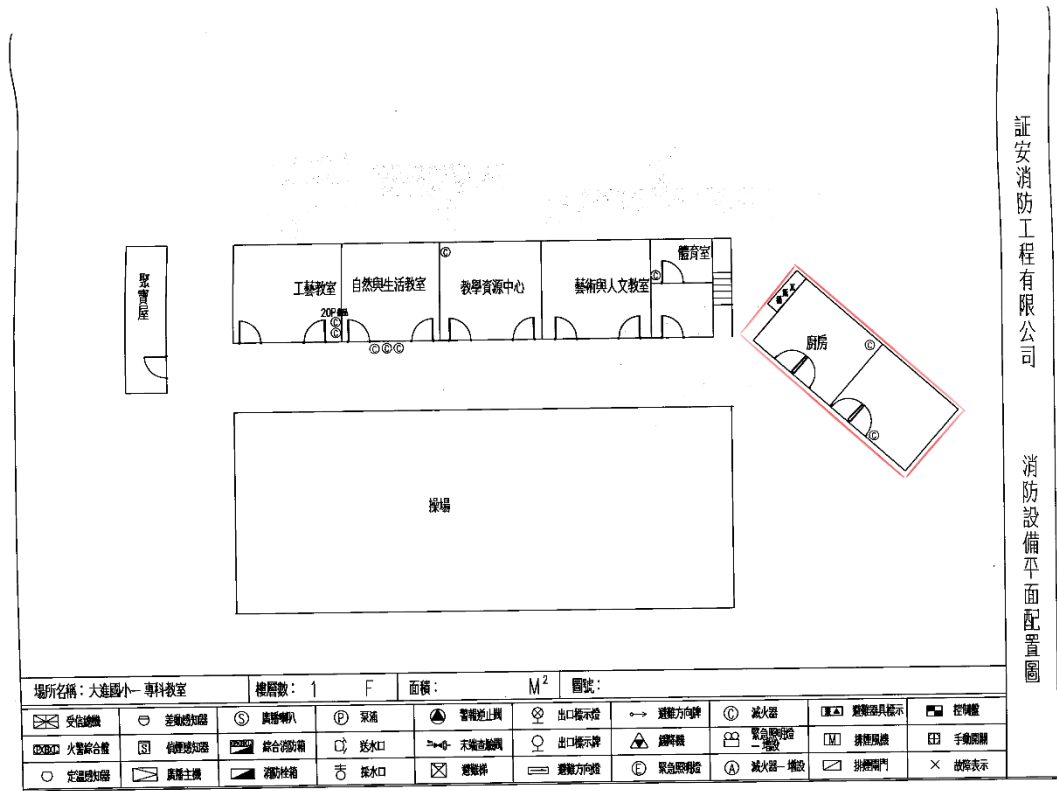 証安消防工程有限公司
消防設備平面配置圖
聚寶屋
工藝教室
自然與生活教室
教學資源中心
藝術與人文教室
體育室
20P
Ⓒ
Ⓒ
Ⓒ
Ⓒ
ⒸⒸⒸ
廚房
Ⓒ
Ⓒ
操場
場所名稱：大進國小－專科教室 樓層數： 1 F 面積： M² 圖號：
受信總機 差動感知器 Ⓢ 廣播喇叭 Ⓟ 泵浦 警報逆止閥 出口標示燈 避難方向牌 Ⓒ 滅火器 避難器具標示 控制盤
火警綜合盤 S 偵煙感知器 綜合消防箱 送水口 末端查驗閥 出口標示牌 緩降機 緊急照明燈－增設 M 排煙風機 手動開關
定溫感知器 廣播主機 消防栓箱 採水口 避難梯 避難方向燈 Ⓔ 緊急照明燈 Ⓐ 滅火器－增設 排煙閘門 故障表示